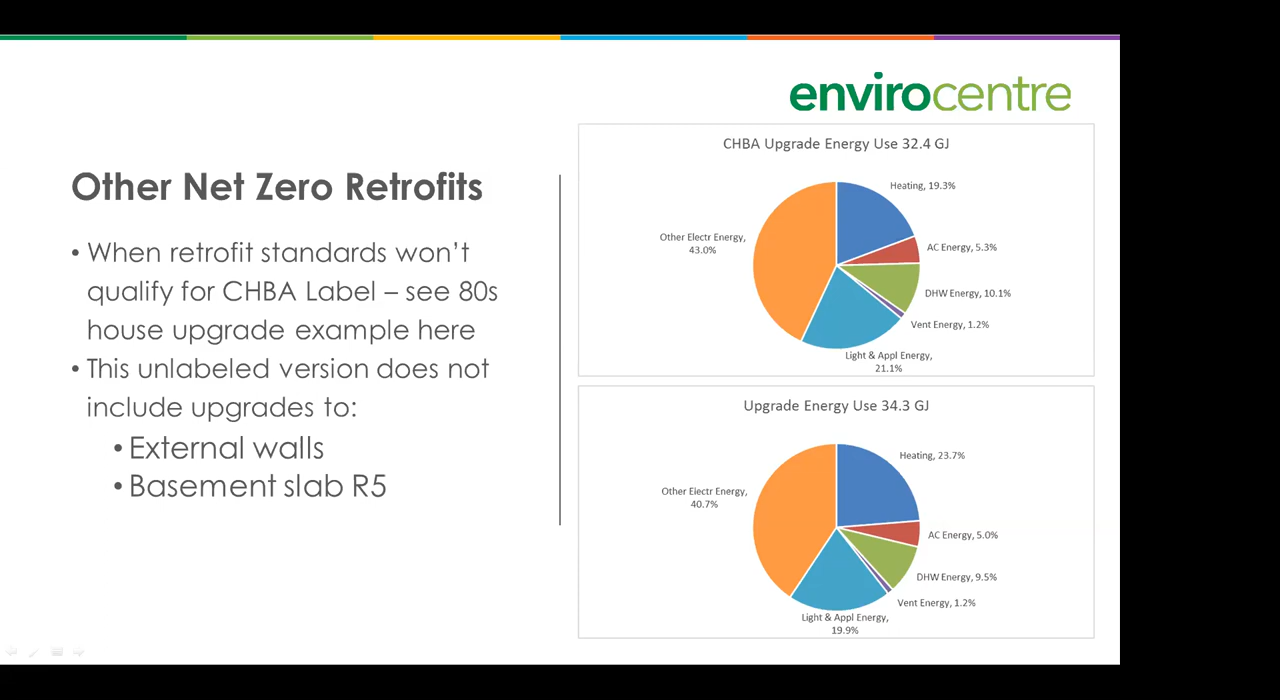 envirocentre
Other Net Zero Retrofits
• When retrofit standards won't
qualify for CHBA Label – see 80s
house upgrade example here
• This unlabeled version does not
include upgrades to:
• External walls
• Basement slab R5
CHBA Upgrade Energy Use 32.4 GJ
Heating, 19.3%
AC Energy, 5.3%
DHW Energy, 10.1%
Vent Energy, 1.2%
Light & Appl Energy,
21.1%
Other Electr Energy,
43.0%
Upgrade Energy Use 34.3 GJ
Heating, 23.7%
AC Energy, 5.0%
DHW Energy, 9.5%
Vent Energy, 1.2%
Light & Appl Energy,
19.9%
Other Electr Energy,
40.7%